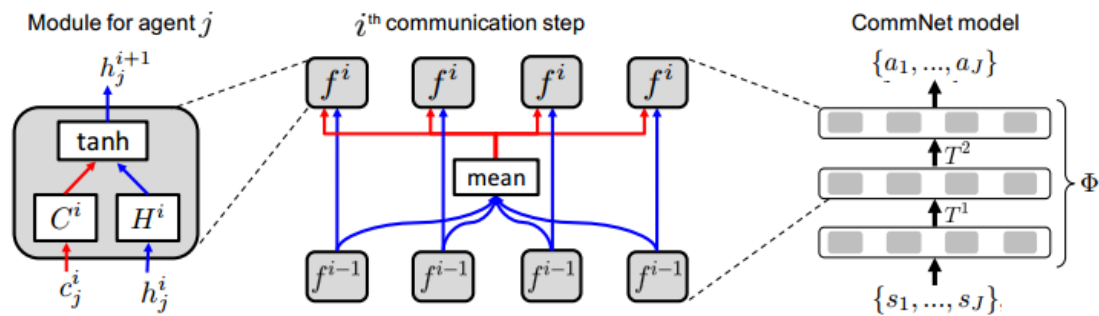 Module for agent j
h_j^{i+1}
tanh
C^i
H^i
c_j^i
h_j^i
i^th communication step
f^i f^i f^i f^i
mean
f^{i-1} f^{i-1} f^{i-1} f^{i-1}
CommNet model
{a_1, ..., a_J}
T^2
T^1
Φ
{s_1, ..., s_J}